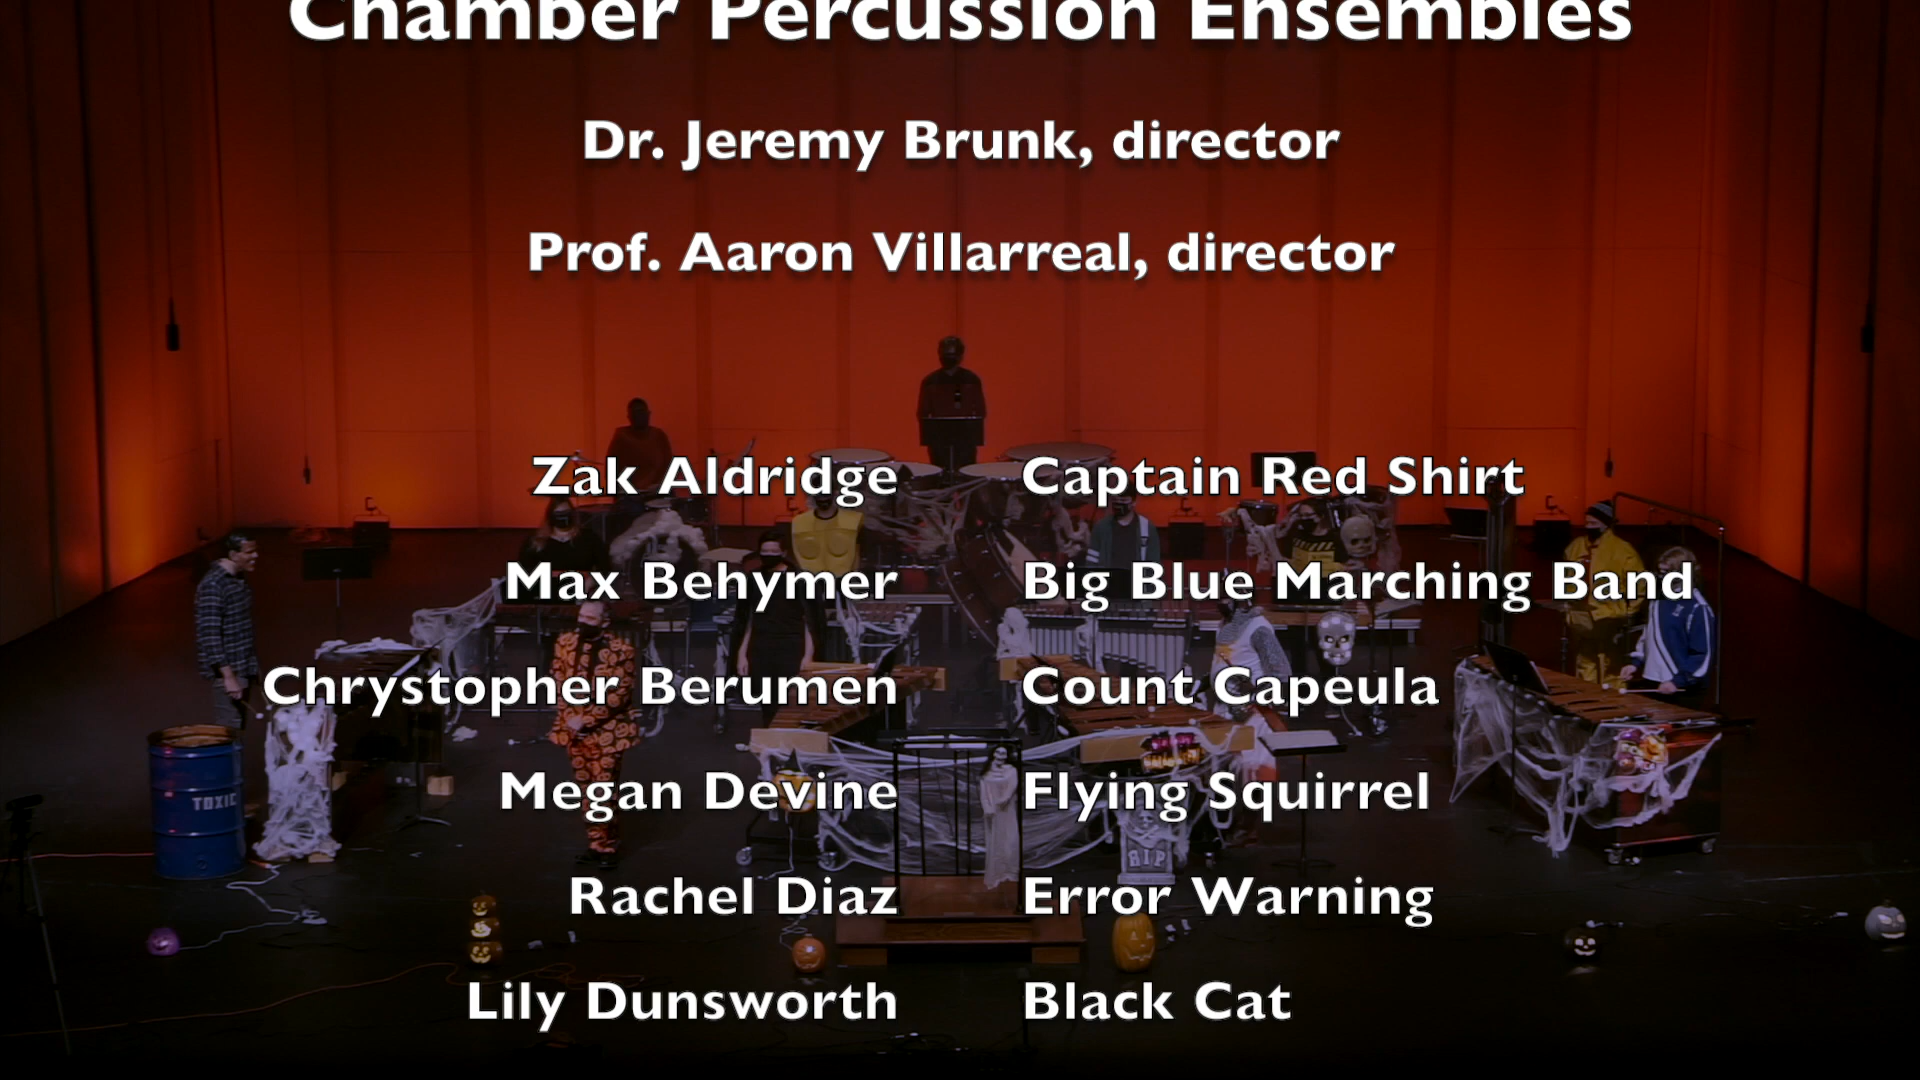 Chamber Percussion Ensembles
Dr. Jeremy Brunk, director
Prof. Aaron Villarreal, director
Zak Aldridge Captain Red Shirt
Max Behymer Big Blue Marching Band
Chrystopher Berumen Count Capeula
Megan Devine Flying Squirrel
TOXIC
RIP
Rachel Diaz Error Warning
Lily Dunsworth Black Cat